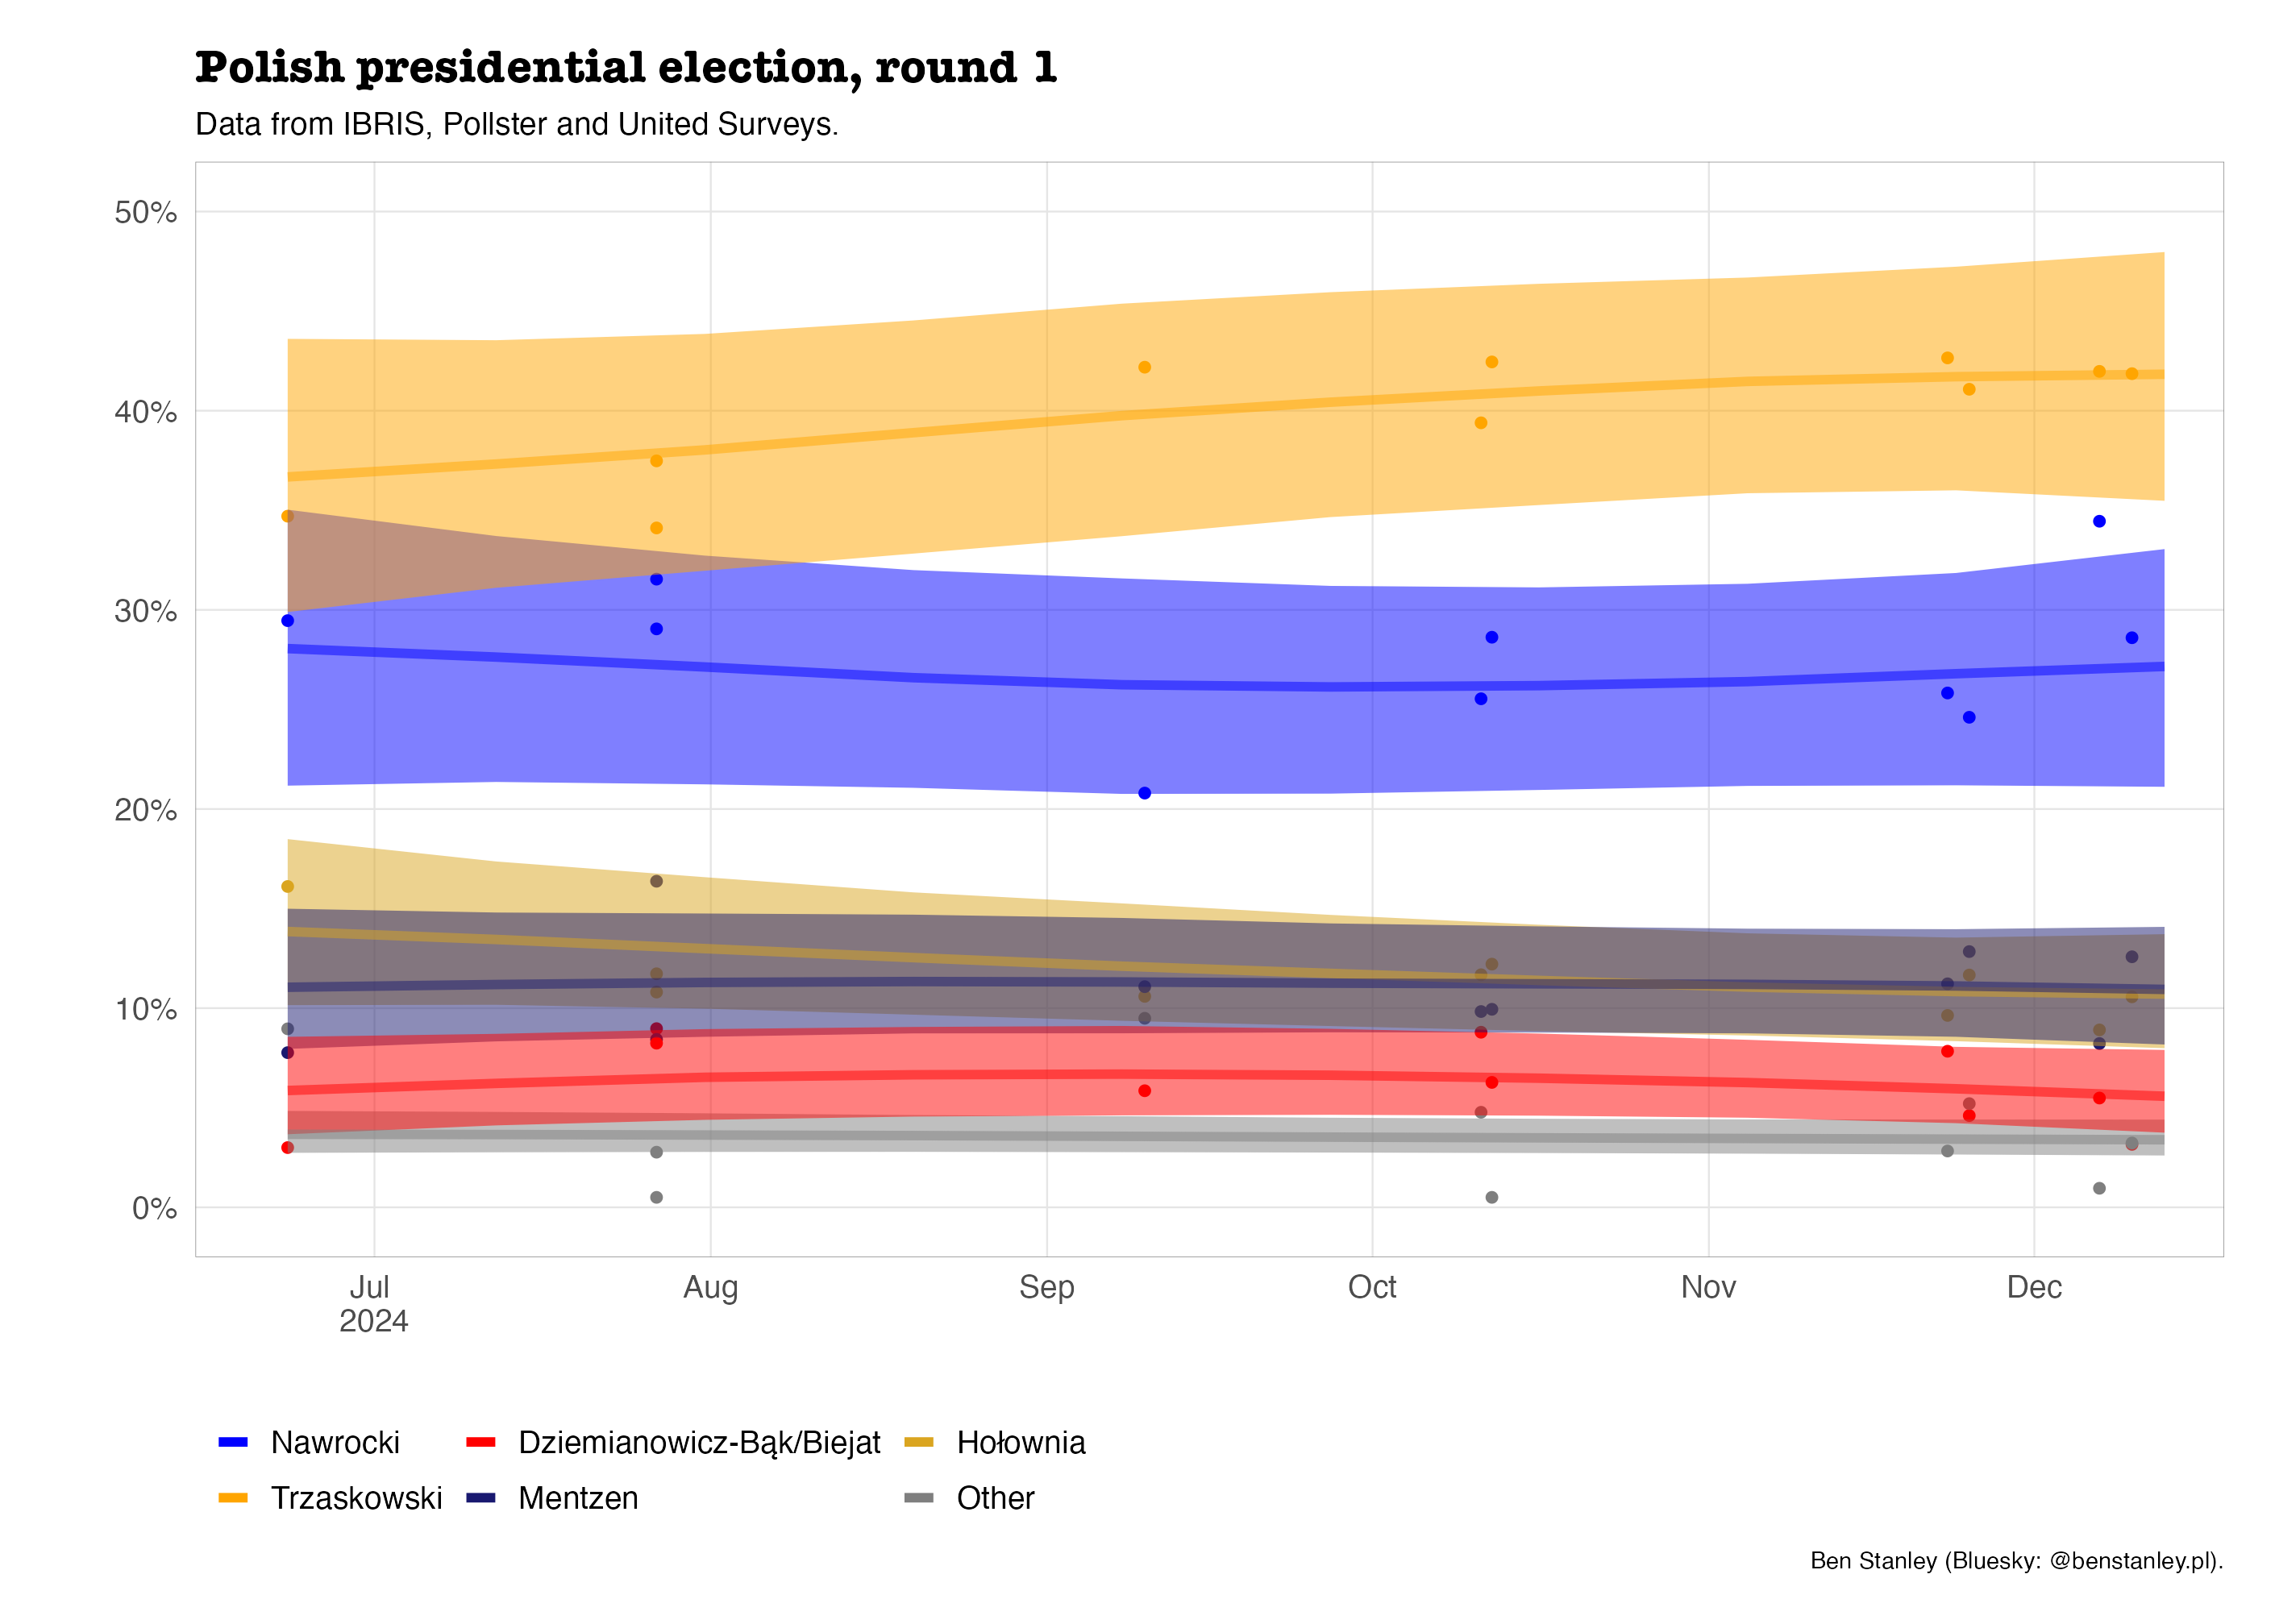 Polish presidential election, round 1
Data from IBRIS, Pollster and United Surveys.
50%
40%
30%
20%
10%
0%
Jul Aug Sep Oct Nov Dec
2024
Nawrocki Dziemianowicz-Bąk/Biejat Hołownia
Trzaskowski Mentzen Other
Ben Stanley (Bluesky: @benstanley.pl).